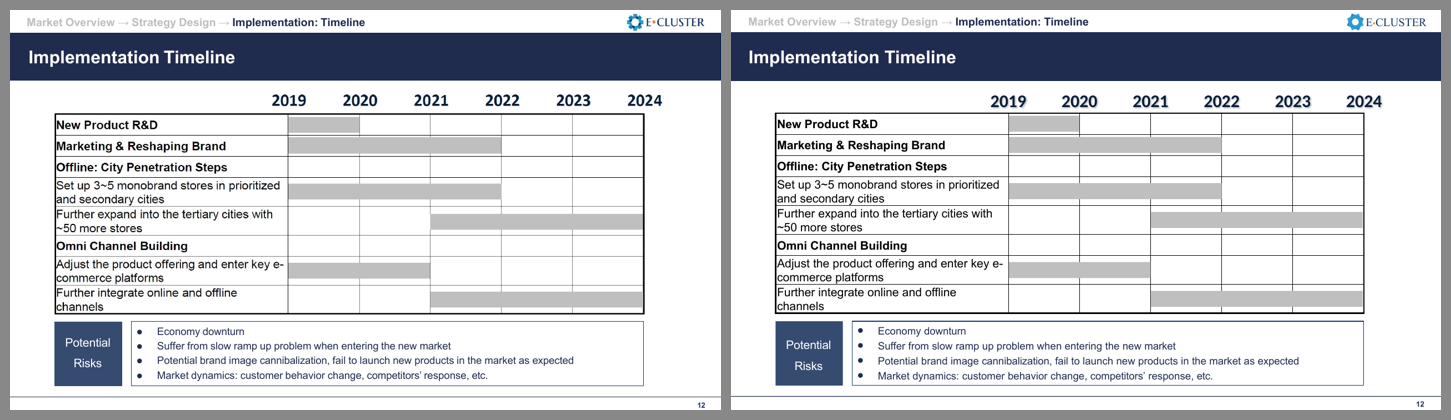 Market Overview → Strategy Design → Implementation: Timeline
E·CLUSTER
Implementation Timeline
2019 2020 2021 2022 2023 2024
New Product R&D
Marketing & Reshaping Brand
Offline: City Penetration Steps
Set up 3~5 monobrand stores in prioritized
and secondary cities
Further expand into the tertiary cities with
~50 more stores
Omni Channel Building
Adjust the product offering and enter key e-
commerce platforms
Further integrate online and offline
channels
Potential
Risks
● Economy downturn
● Suffer from slow ramp up problem when entering the new market
● Potential brand image cannibalization, fail to launch new products in the market as expected
● Market dynamics: customer behavior change, competitors’ response, etc.
12
Market Overview → Strategy Design → Implementation: Timeline
E·CLUSTER
Implementation Timeline
2019 2020 2021 2022 2023 2024
New Product R&D
Marketing & Reshaping Brand
Offline: City Penetration Steps
Set up 3~5 monobrand stores in prioritized
and secondary cities
Further expand into the tertiary cities with
~50 more stores
Omni Channel Building
Adjust the product offering and enter key e-
commerce platforms
Further integrate online and offline
channels
Potential
Risks
● Economy downturn
● Suffer from slow ramp up problem when entering the new market
● Potential brand image cannibalization, fail to launch new products in the market as expected
● Market dynamics: customer behavior change, competitors’ response, etc.
12